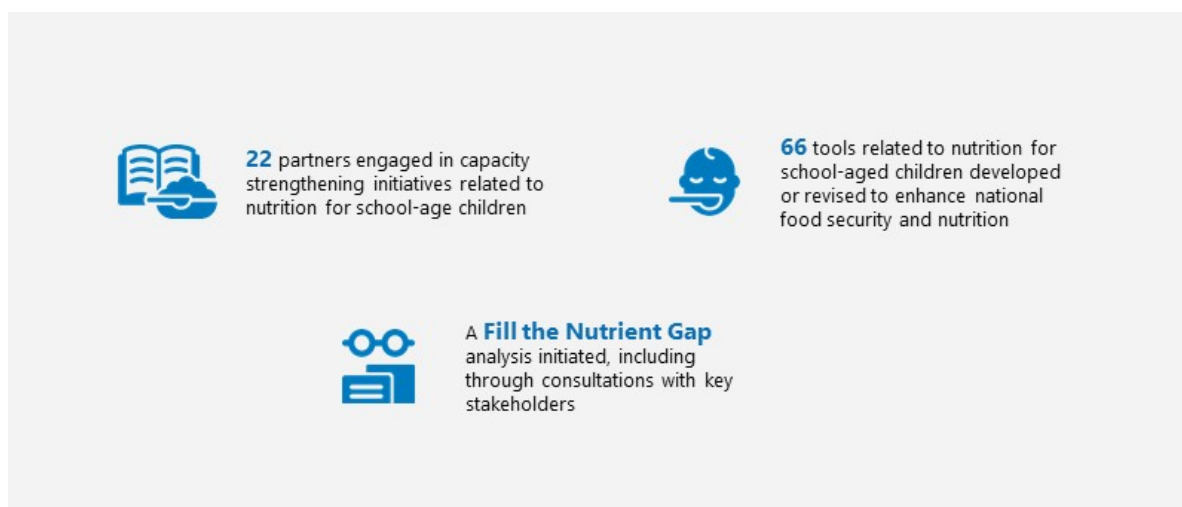 22 partners engaged in capacity
strengthening initiatives related to
nutrition for school-age children
66 tools related to nutrition for
school-aged children developed
or revised to enhance national
food security and nutrition
A Fill the Nutrient Gap
analysis initiated, including
through consultations with key
stakeholders